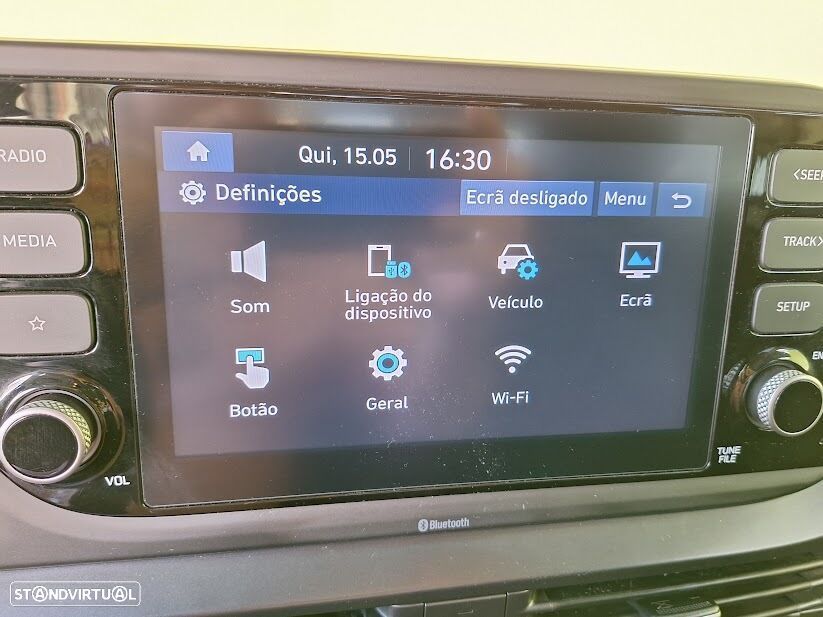 RADIO
MEDIA
VOL
Qui, 15.05 16:30
Definições
Ecrã desligado
Menu
Som
Ligação do
dispositivo
Veículo
Ecrã
Botão
Geral
Wi-Fi
TRACK
SETUP
TUNE
FILE
Bluetooth
STANDVIRTUAL